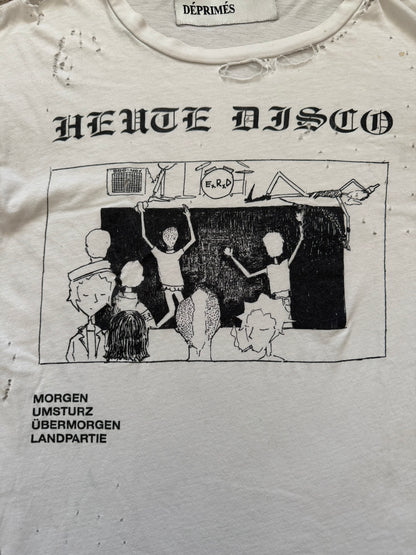 DÉPRIMÉS
HEUTE DISCO
E.R.D
MORGEN
UMSTURZ
ÜBERMORGEN
LANDPARTIE